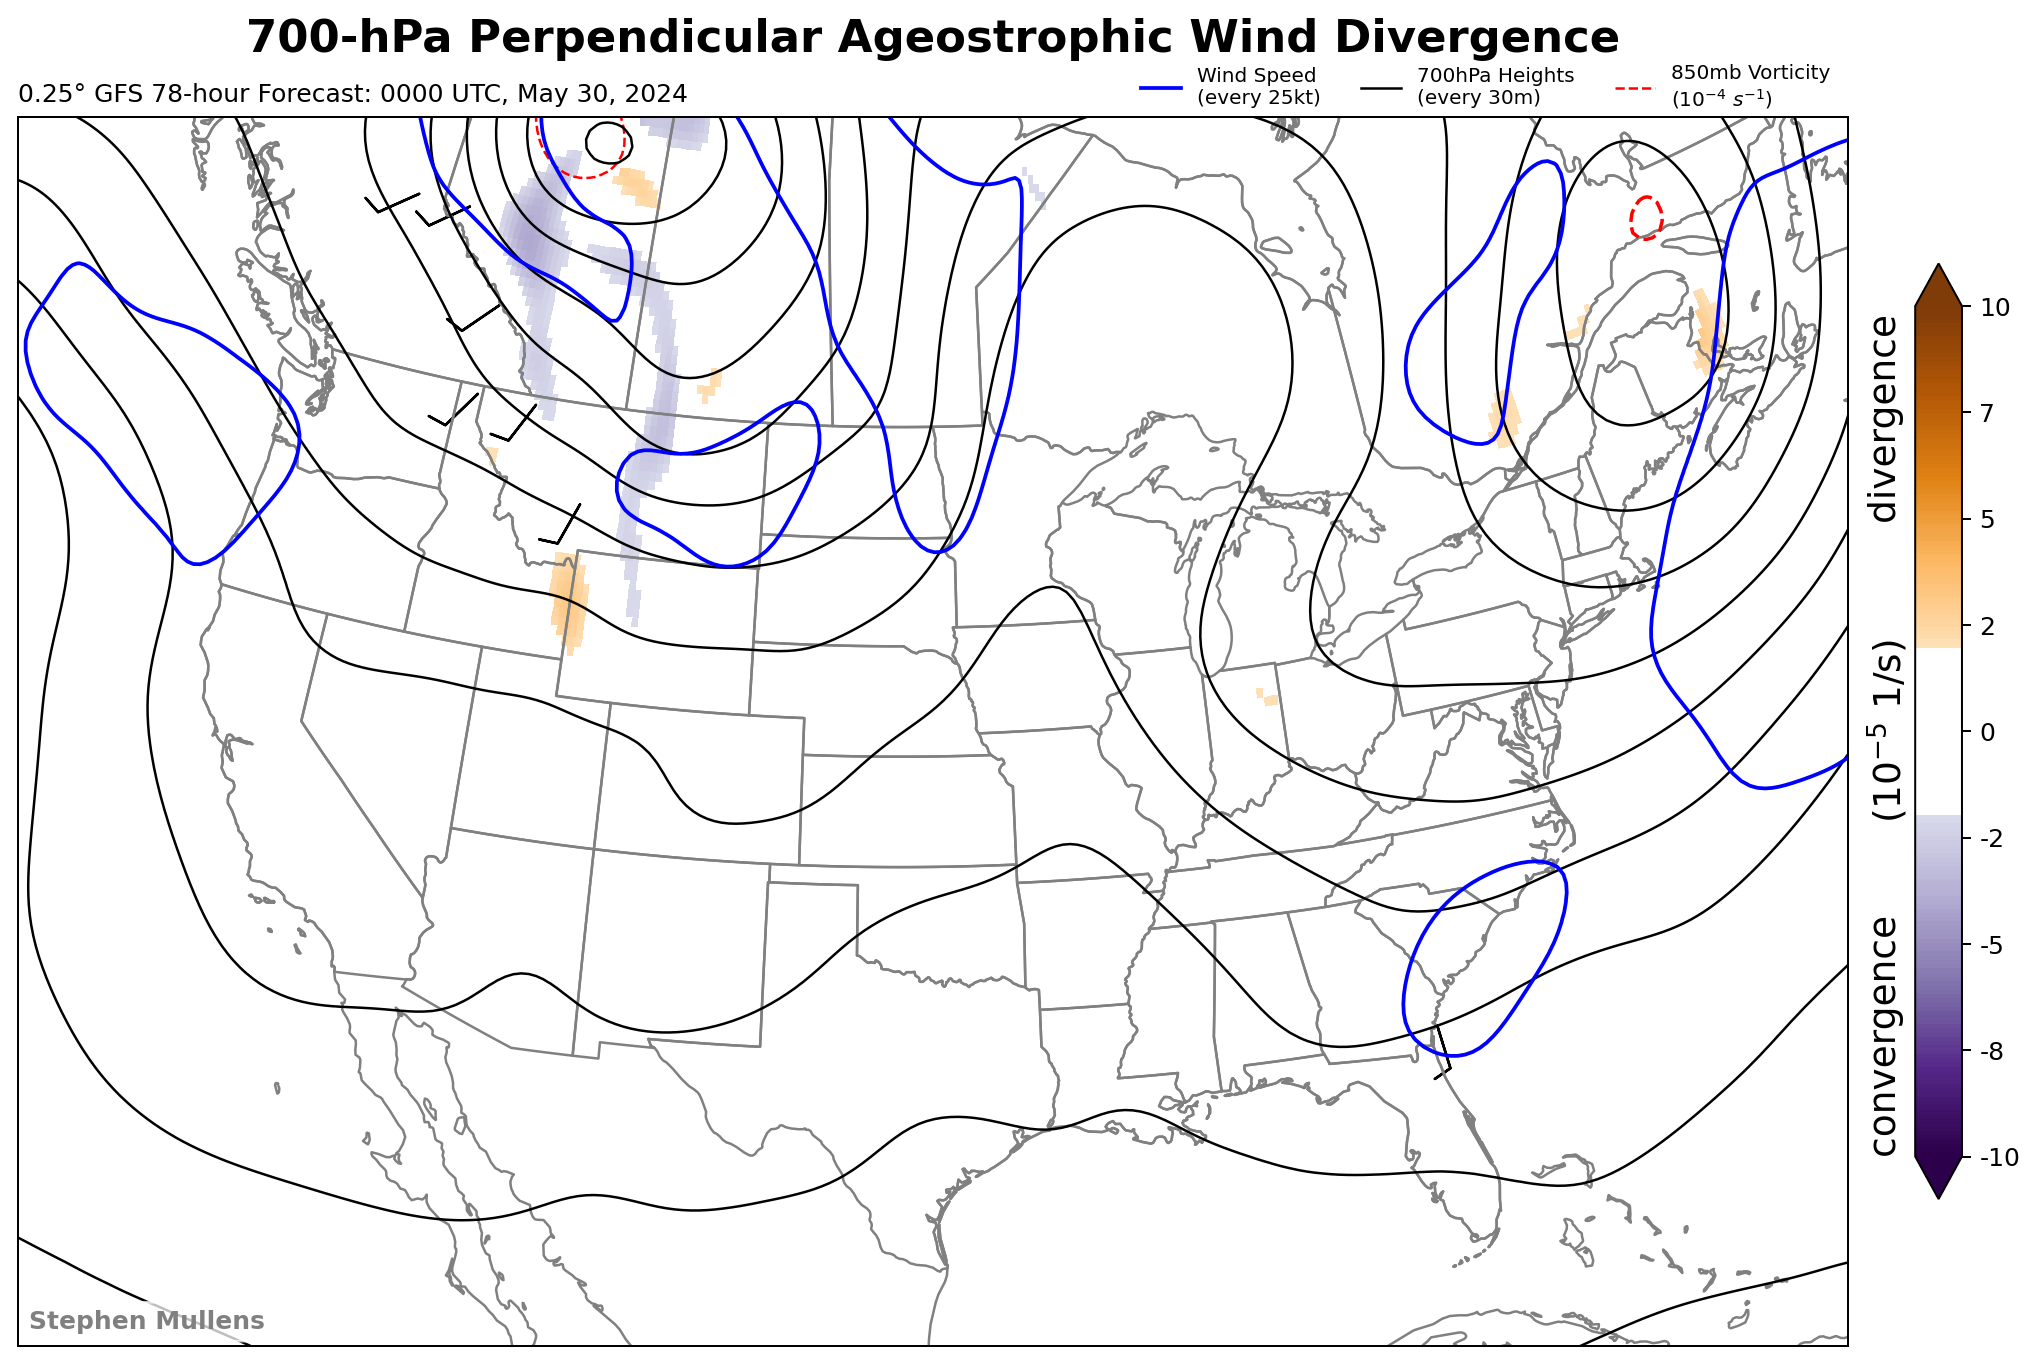 700-hPa Perpendicular Ageostrophic Wind Divergence
0.25° GFS 78-hour Forecast: 0000 UTC, May 30, 2024
Wind Speed
(every 25kt)
700hPa Heights
(every 30m)
850mb Vorticity
(10⁻⁴ s⁻¹)
10
7
5
2
0
-2
-5
-8
-10
convergence (10⁻⁵ 1/s) divergence
Stephen Mullens